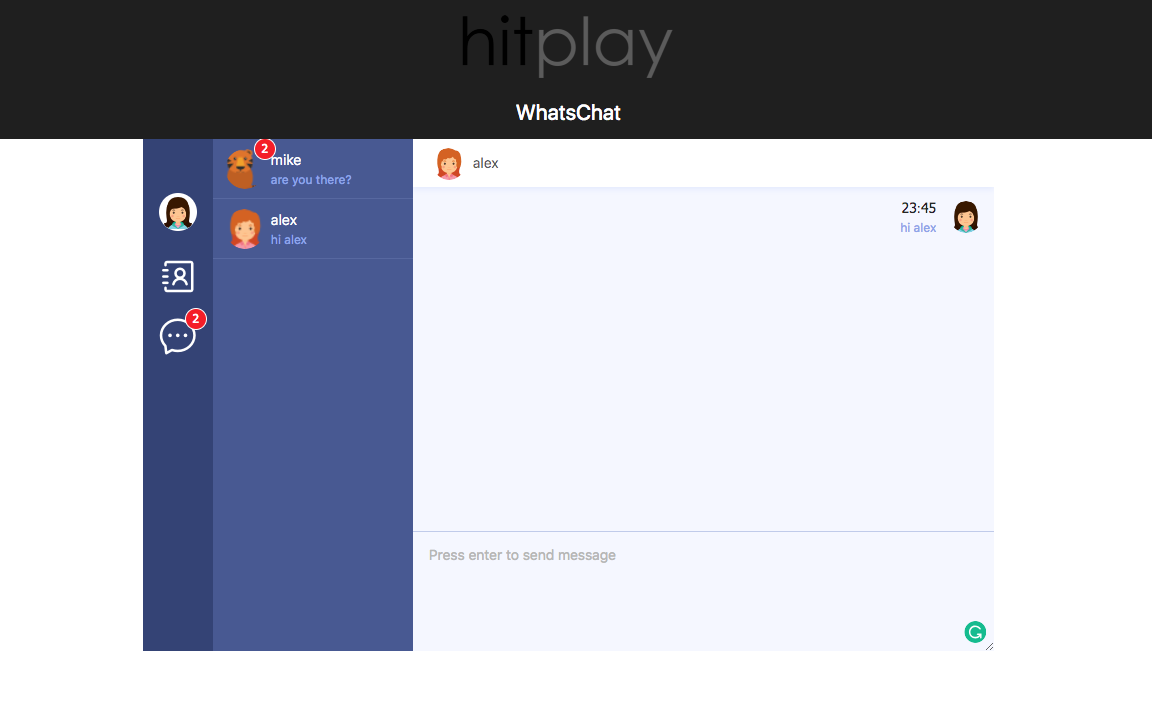 hitplay
WhatsChat
2
mike
are you there?
alex
hi alex
2
alex
23:45
hi alex
Press enter to send message